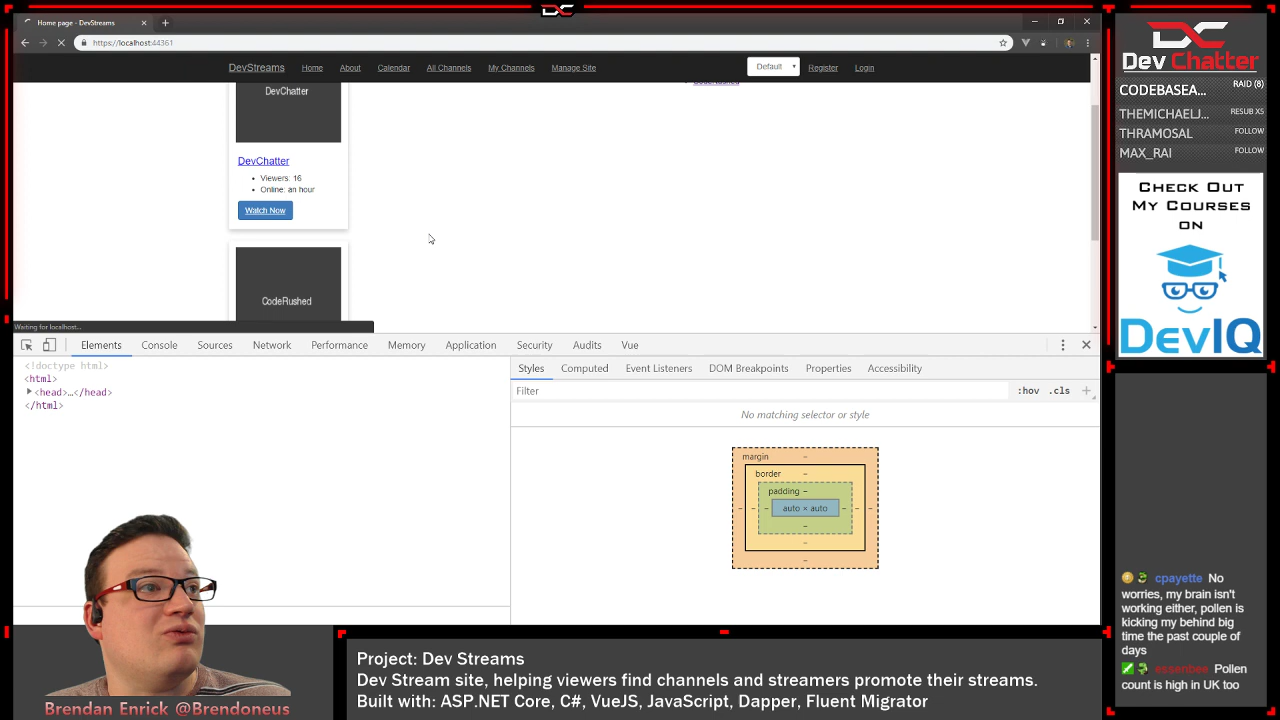 Home page - DevStreams
https://localhost:44361
DevStreams Home About Calendar All Channels My Channels Manage Site Default Register Login
DevChatter
CodeRushed
DevChatter
Viewers: 16
Online: an hour
Watch Now
CodeRushed
Waiting for localhost...
Elements Console Sources Network Performance Memory Application Security Audits Vue
<!doctype html>
<html>
<head>…</head>
</html>
Styles Computed Event Listeners DOM Breakpoints Properties Accessibility
Filter :hov .cls
No matching selector or style
margin –
border –
padding –
– – – auto × auto – – –
–
–
–
Brendan Enrick @Brendoneus
Project: Dev Streams
Dev Stream site, helping viewers find channels and streamers promote their streams.
Built with: ASP.NET Core, C#, VueJS, JavaScript, Dapper, Fluent Migrator
DC
DC
Dev Chatter
CODEBASEA... RAID (8)
THEMICHAELJ... RESUB X5
THRAMOSAL FOLLOW
MAX_RAI FOLLOW
CHECK OUT
MY COURSES
ON
DevIQ
cpayette No
worries, my brain isn't
working either, pollen is
kicking my behind big
time the past couple of
days
essenbee Pollen
count is high in UK too